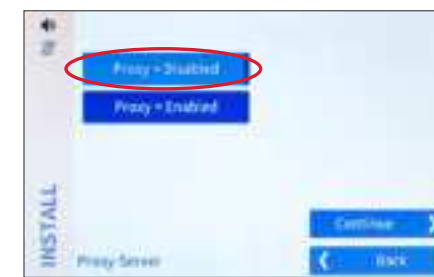 Proxy = Disabled
Proxy = Enabled
INSTALL
Continue
Proxy Server
Back